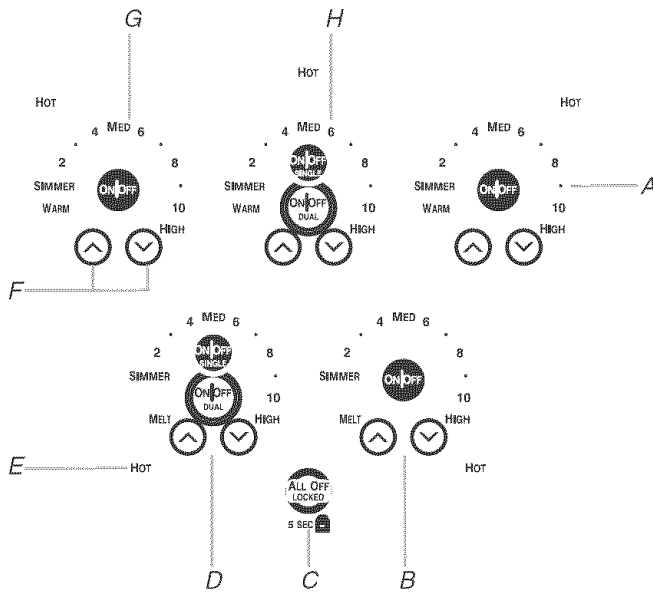 G H
HOT
HOT HOT
4 MED 6 4 MED 6 4 MED 6
2 ON OFF 8 2 ON OFF SINGLE 8 2 ON OFF 8
SIMMER 10 SIMMER ON OFF DUAL 10 SIMMER 10 A
WARM HIGH WARM HIGH WARM HIGH
F
4 MED 6 4 MED 6
2 ON OFF SINGLE 8 2 ON OFF 8
SIMMER ON OFF DUAL 10 SIMMER 10
MELT HIGH MELT HIGH
E HOT HOT
ALL OFF
LOCKED
5 SEC
D C B